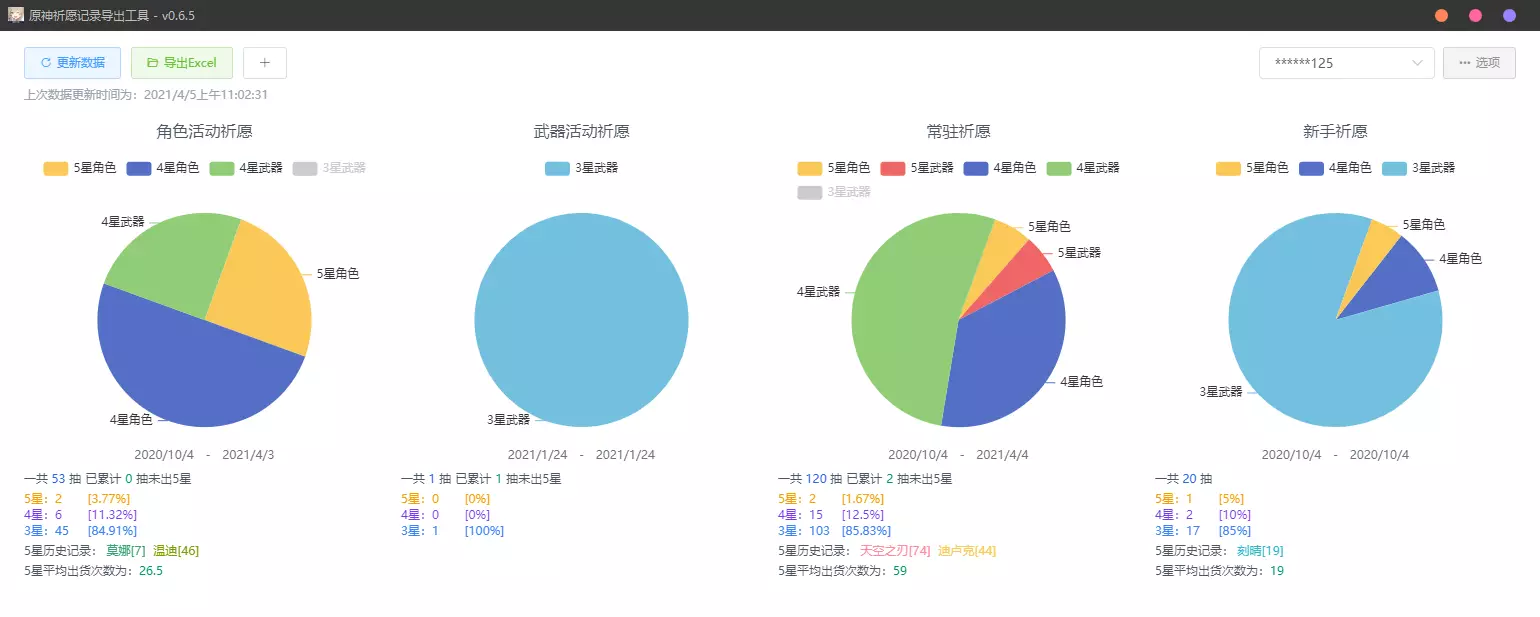 原神祈愿记录导出工具 - v0.6.5
更新数据 导出Excel + ******125 ··· 选项
上次数据更新时间为：2021/4/5上午11:02:31
角色活动祈愿
5星角色 4星角色 4星武器 3星武器
4星武器
5星角色
4星角色
2020/10/4 - 2021/4/3
一共 53 抽 已累计 0 抽未出5星
5星：2 [3.77%]
4星：6 [11.32%]
3星：45 [84.91%]
5星历史记录： 莫娜[7] 温迪[46]
5星平均出货次数为：26.5
武器活动祈愿
3星武器
3星武器
2021/1/24 - 2021/1/24
一共 1 抽 已累计 1 抽未出5星
5星：0 [0%]
4星：0 [0%]
3星：1 [100%]
常驻祈愿
5星角色 5星武器 4星角色 4星武器
3星武器
5星角色
5星武器
4星武器
4星角色
2020/10/4 - 2021/4/4
一共 120 抽 已累计 2 抽未出5星
5星：2 [1.67%]
4星：15 [12.5%]
3星：103 [85.83%]
5星历史记录： 天空之刃[74] 迪卢克[44]
5星平均出货次数为：59
新手祈愿
5星角色 4星角色 3星武器
5星角色
4星角色
3星武器
2020/10/4 - 2020/10/4
一共 20 抽
5星：1 [5%]
4星：2 [10%]
3星：17 [85%]
5星历史记录： 刻晴[19]
5星平均出货次数为：19